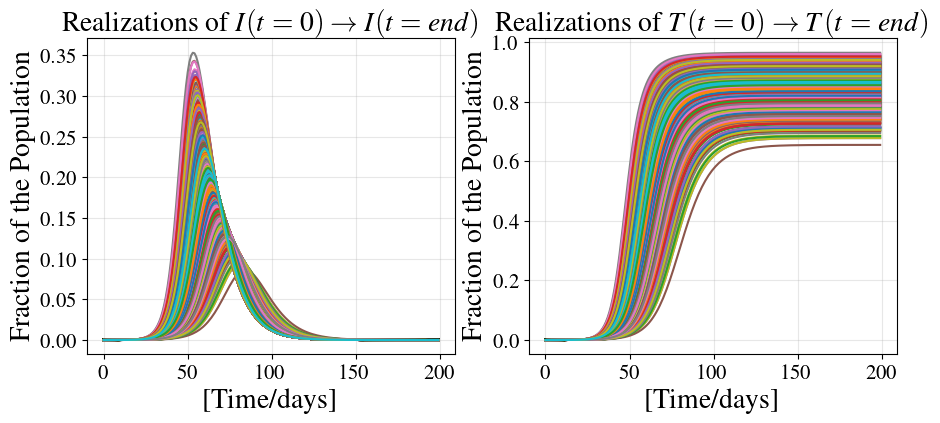 Realizations of I(t = 0) → I(t = end)
Fraction of the Population
0.35
0.30
0.25
0.20
0.15
0.10
0.05
0.00
0 50 100 150 200
[Time/days]
Realizations of T(t = 0) → T(t = end)
Fraction of the Population
1.0
0.8
0.6
0.4
0.2
0.0
0 50 100 150 200
[Time/days]